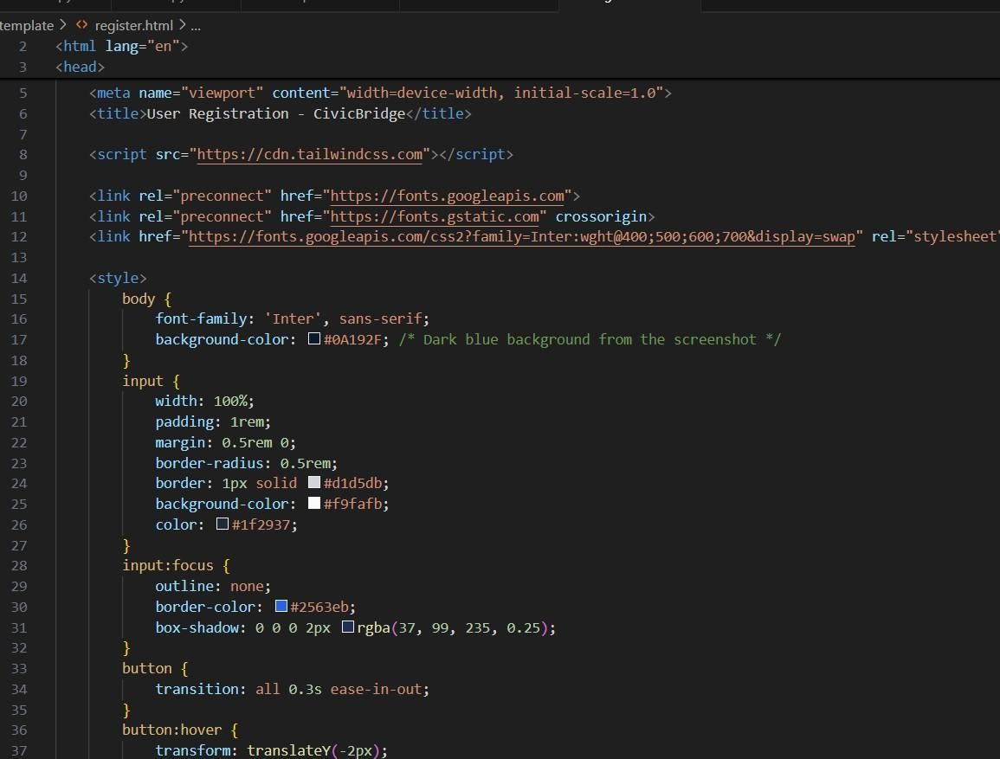 template > <> register.html > ...
2 <html lang="en">
3 <head>
5 <meta name="viewport" content="width=device-width, initial-scale=1.0">
6 <title>User Registration - CivicBridge</title>
7
8 <script src="https://cdn.tailwindcss.com"></script>
9
10 <link rel="preconnect" href="https://fonts.googleapis.com">
11 <link rel="preconnect" href="https://fonts.gstatic.com" crossorigin>
12 <link href="https://fonts.googleapis.com/css2?family=Inter:wght@400;500;600;700&display=swap" rel="stylesheet"
13
14 <style>
15 body {
16 font-family: 'Inter', sans-serif;
17 background-color: #0A192F; /* Dark blue background from the screenshot */
18 }
19 input {
20 width: 100%;
21 padding: 1rem;
22 margin: 0.5rem 0;
23 border-radius: 0.5rem;
24 border: 1px solid #d1d5db;
25 background-color: #f9fafb;
26 color: #1f2937;
27 }
28 input:focus {
29 outline: none;
30 border-color: #2563eb;
31 box-shadow: 0 0 0 2px rgba(37, 99, 235, 0.25);
32 }
33 button {
34 transition: all 0.3s ease-in-out;
35 }
36 button:hover {
37 transform: translateY(-2px);